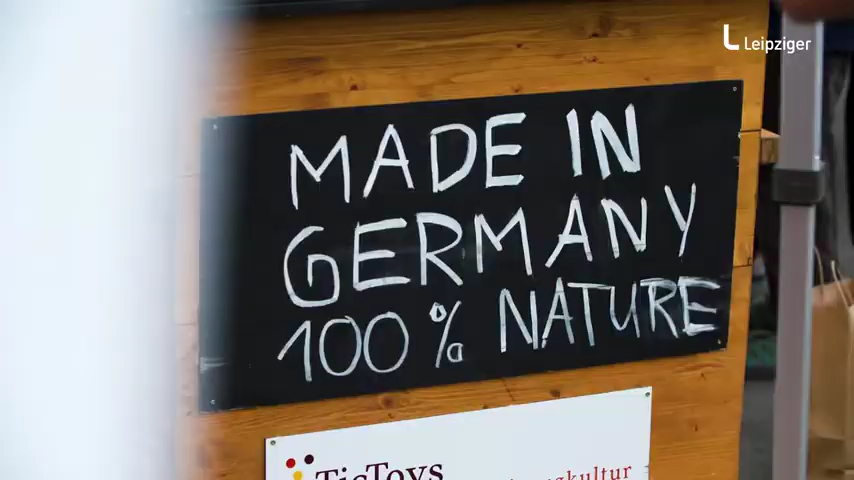 Leipziger
MADE IN
GERMANY
100% NATURE
TicToys